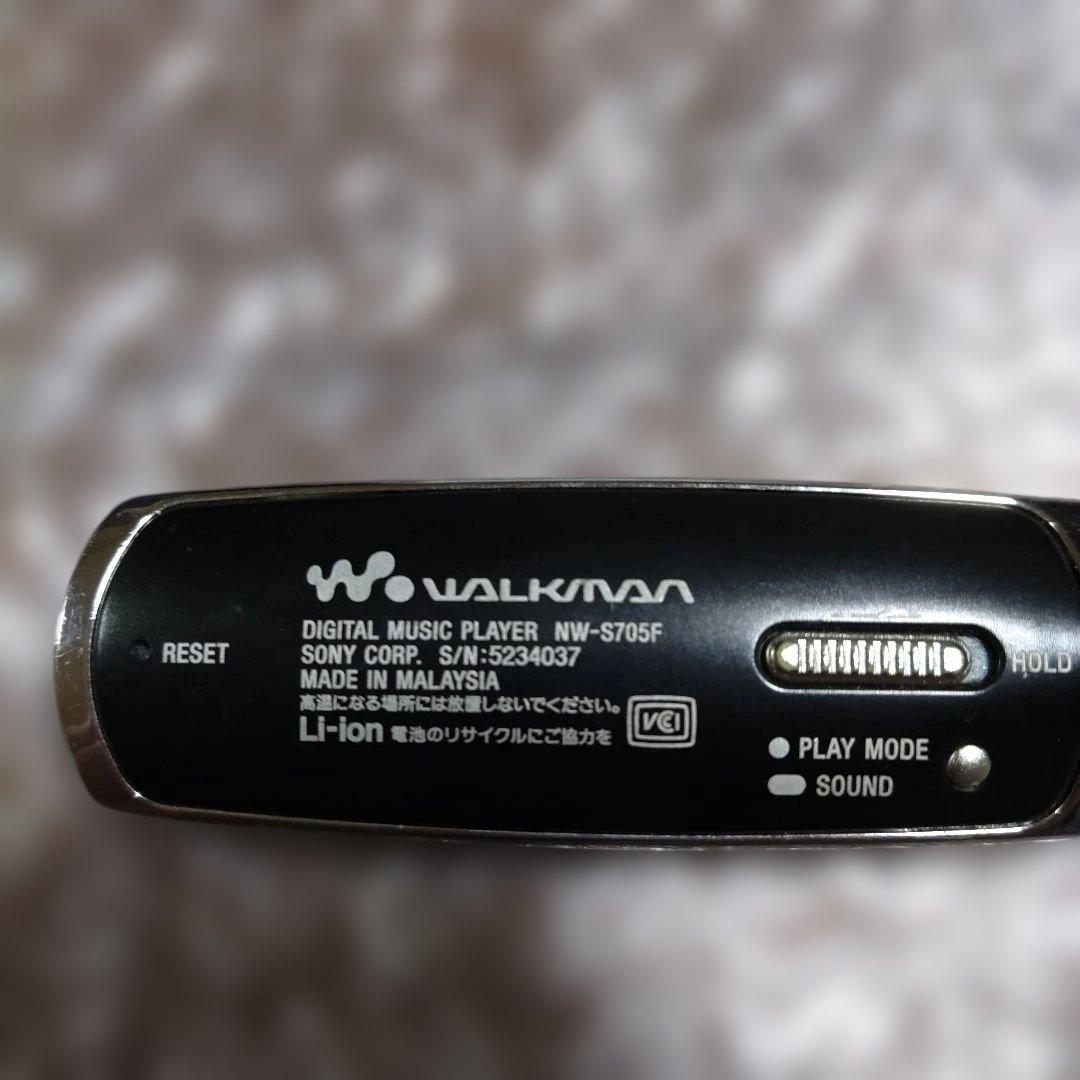 W. WALKMAN
DIGITAL MUSIC PLAYER NW-S705F
RESET
SONY CORP. S/N:5234037
HOLD
MADE IN MALAYSIA
高温になる場所には放置しないでください。
Li-ion 電池のリサイクルにご協力を
VCCI
PLAY MODE
SOUND